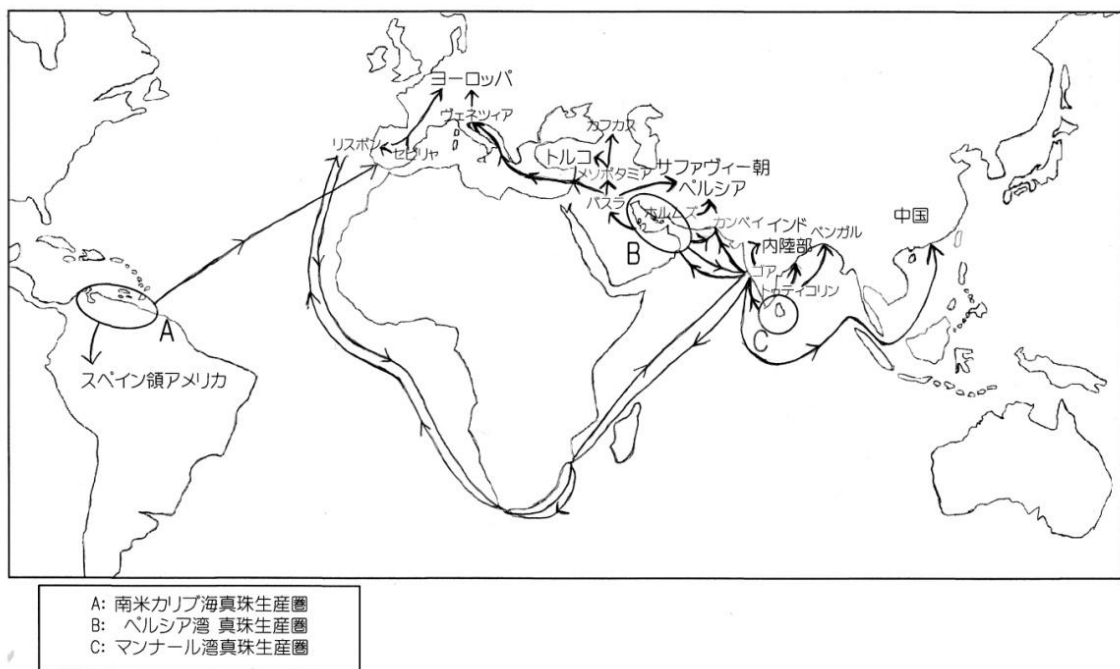 ヨーロッパ
ヴェネツィア
カフカス
リスボン
セビリャ
トルコ
メソポタミア
サファヴィー朝
ペルシア
バスラ
ホルムズ
カンベイ
インド
内陸部
ベンガル
中国
B
ゴア
トゥティコリン
C
A
スペイン領アメリカ
A: 南米カリブ海真珠生産圏
B: ペルシア湾 真珠生産圏
C: マンナール湾真珠生産圏